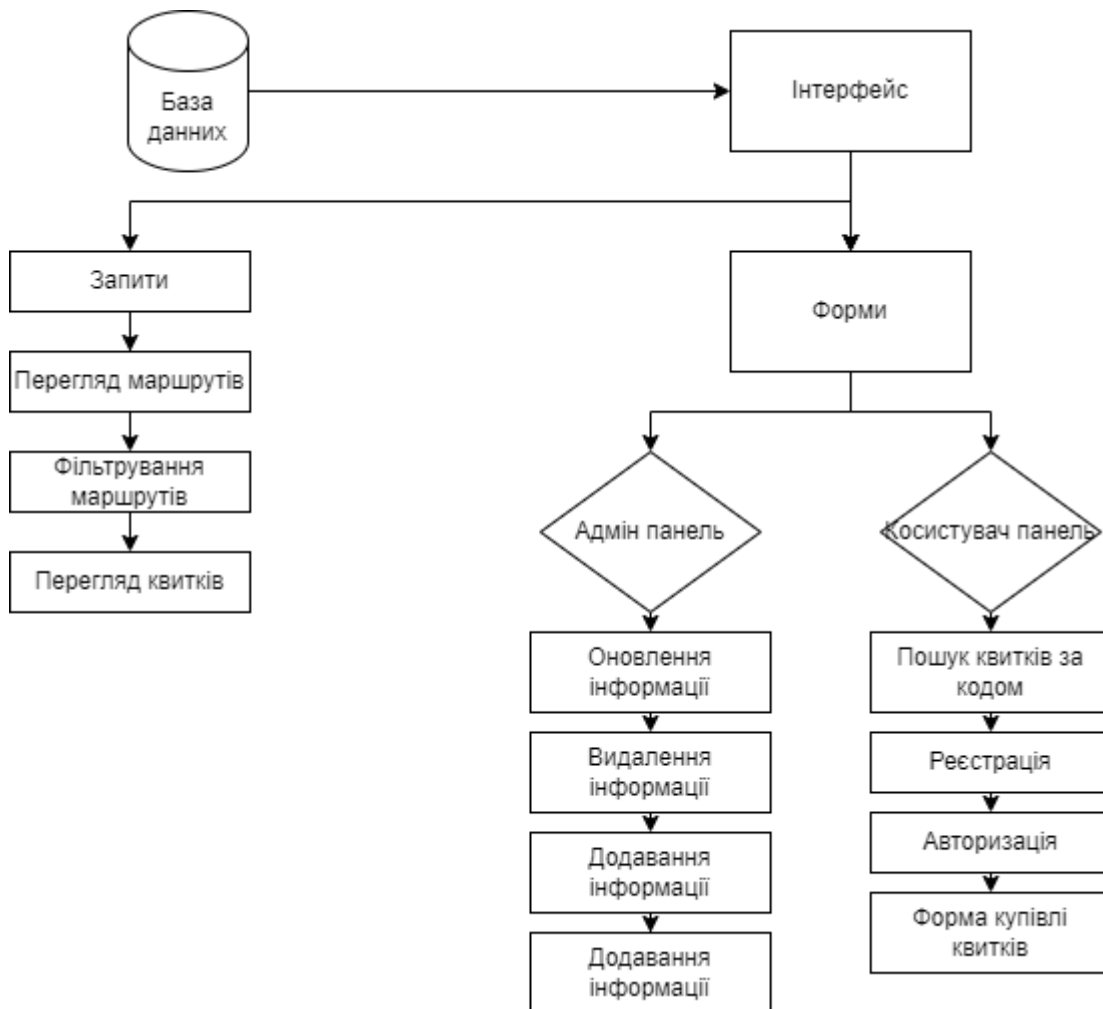 База
данних
Інтерфейс
Запити
Форми
Перегляд маршрутів
Фільтрування
маршрутів
Перегляд квитків
Адмін панель
Косистувач панель
Оновлення
інформації
Пошук квитків за
кодом
Видалення
інформації
Реєстрація
Додавання
інформації
Авторизація
Додавання
інформації
Форма купівлі
квитків